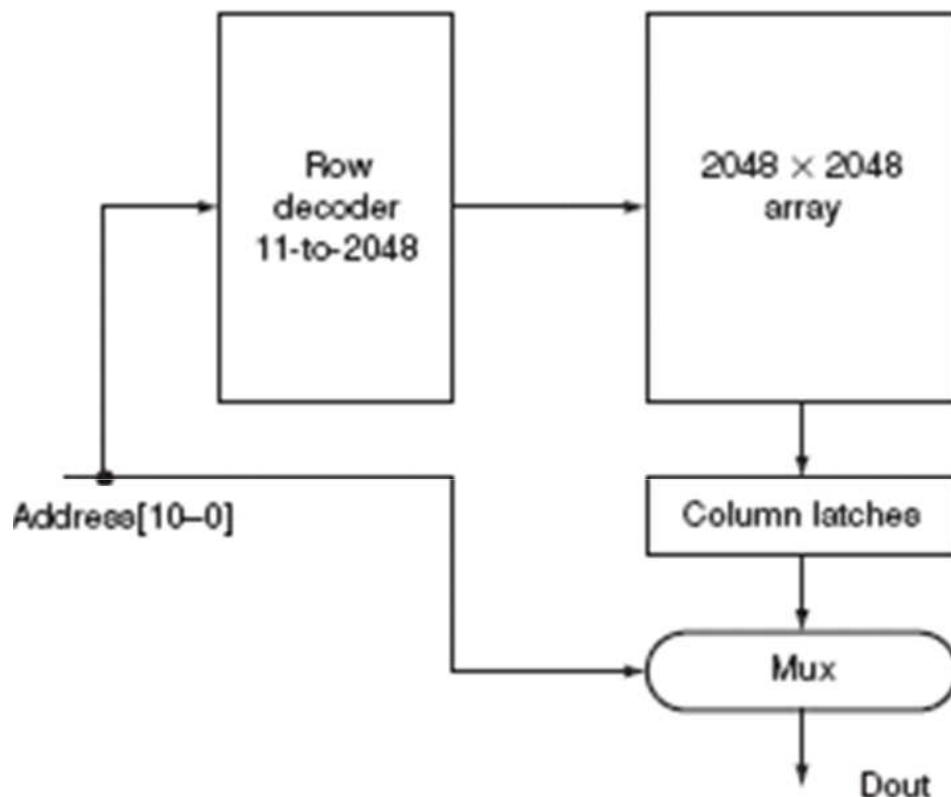 Row
decoder
11-to-2048
2048 × 2048
array
Address[10–0]
Column latches
Mux
Dout